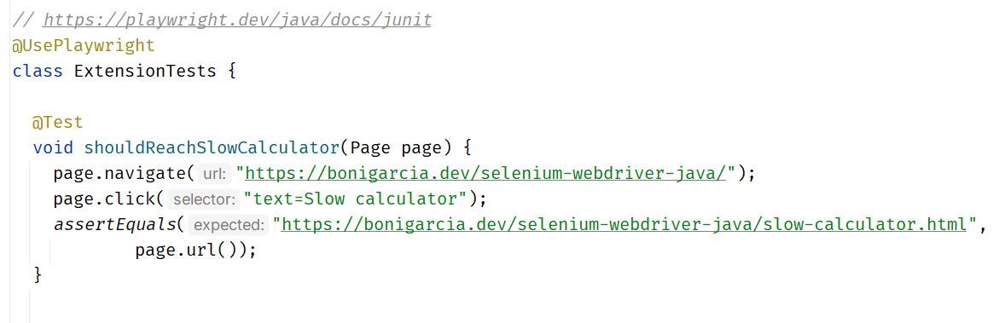 // https://playwright.dev/java/docs/junit
@UsePlaywright
class ExtensionTests {
@Test
void shouldReachSlowCalculator(Page page) {
page.navigate( url: "https://bonigarcia.dev/selenium-webdriver-java/");
page.click( selector: "text=Slow calculator");
assertEquals( expected: "https://bonigarcia.dev/selenium-webdriver-java/slow-calculator.html",
page.url());
}